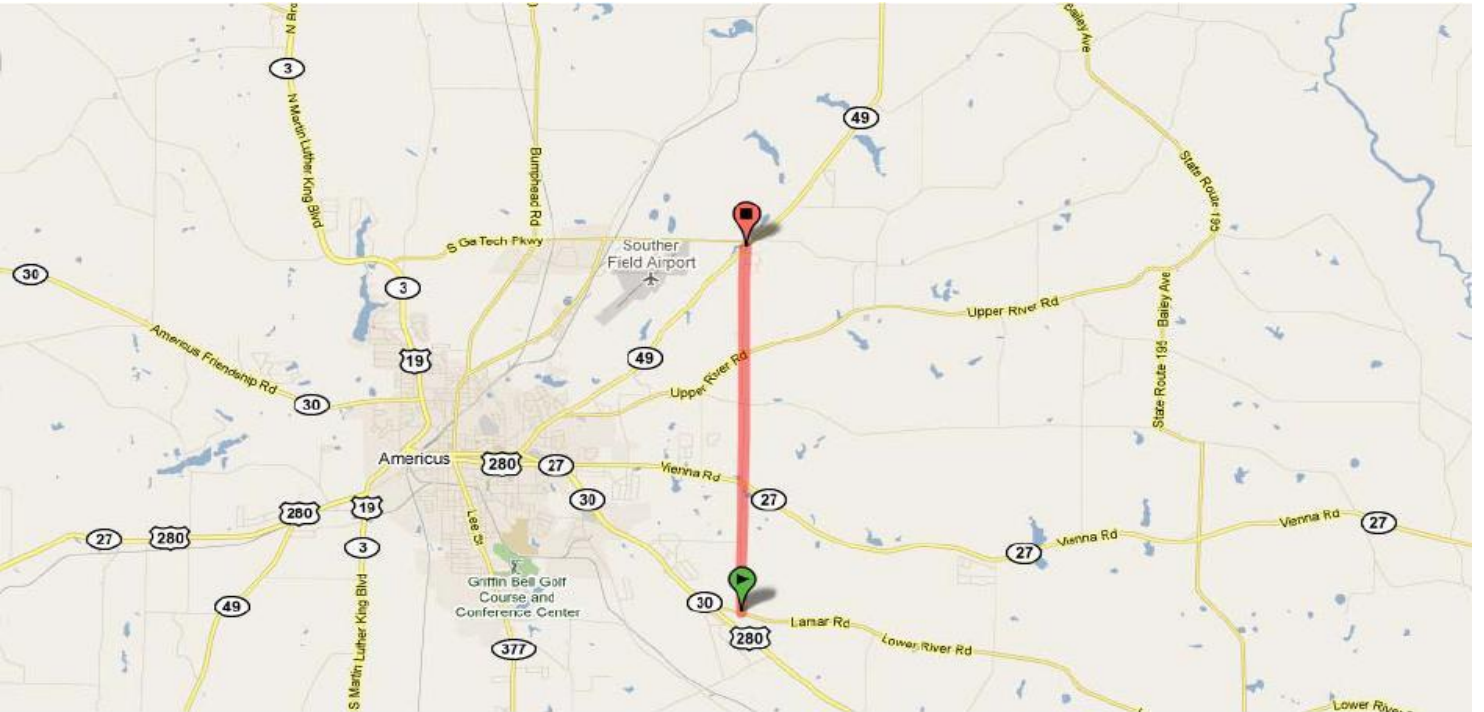 N Bro
Bailey Ave
3
N Martin Luther King Blvd
49
Bumphead Rd
State Route 195
S Ga Tech Pkwy
Souther
Field Airport
30
3
Upper River Rd
Americus Friendship Rd
19
49
Upper River Rd
State Route 195 - Bailey Ave
30
Americus
280
27
Vienna Rd
30
27
280
19
27
280
3
Lee St
27
Vienna Rd
Vienna Rd
27
Griffin Bell Golf
Course and
Conference Center
49
30
S Martin Luther King Blvd
280
Lamar Rd
Lower River Rd
377
Lower River